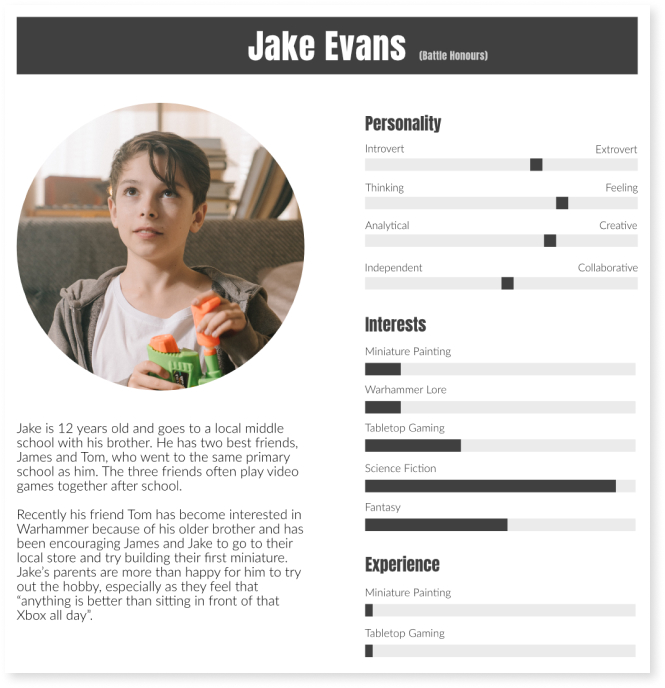 Jake Evans (Battle Honours)
Jake is 12 years old and goes to a local middle
school with his brother. He has two best friends,
James and Tom, who went to the same primary
school as him. The three friends often play video
games together after school.
Recently his friend Tom has become interested in
Warhammer because of his older brother and has
been encouraging James and Jake to go to their
local store and try building their first miniature.
Jake’s parents are more than happy for him to try
out the hobby, especially as they feel that
“anything is better than sitting in front of that
Xbox all day”.
Personality
Introvert Extrovert
Thinking Feeling
Analytical Creative
Independent Collaborative
Interests
Miniature Painting
Warhammer Lore
Tabletop Gaming
Science Fiction
Fantasy
Experience
Miniature Painting
Tabletop Gaming